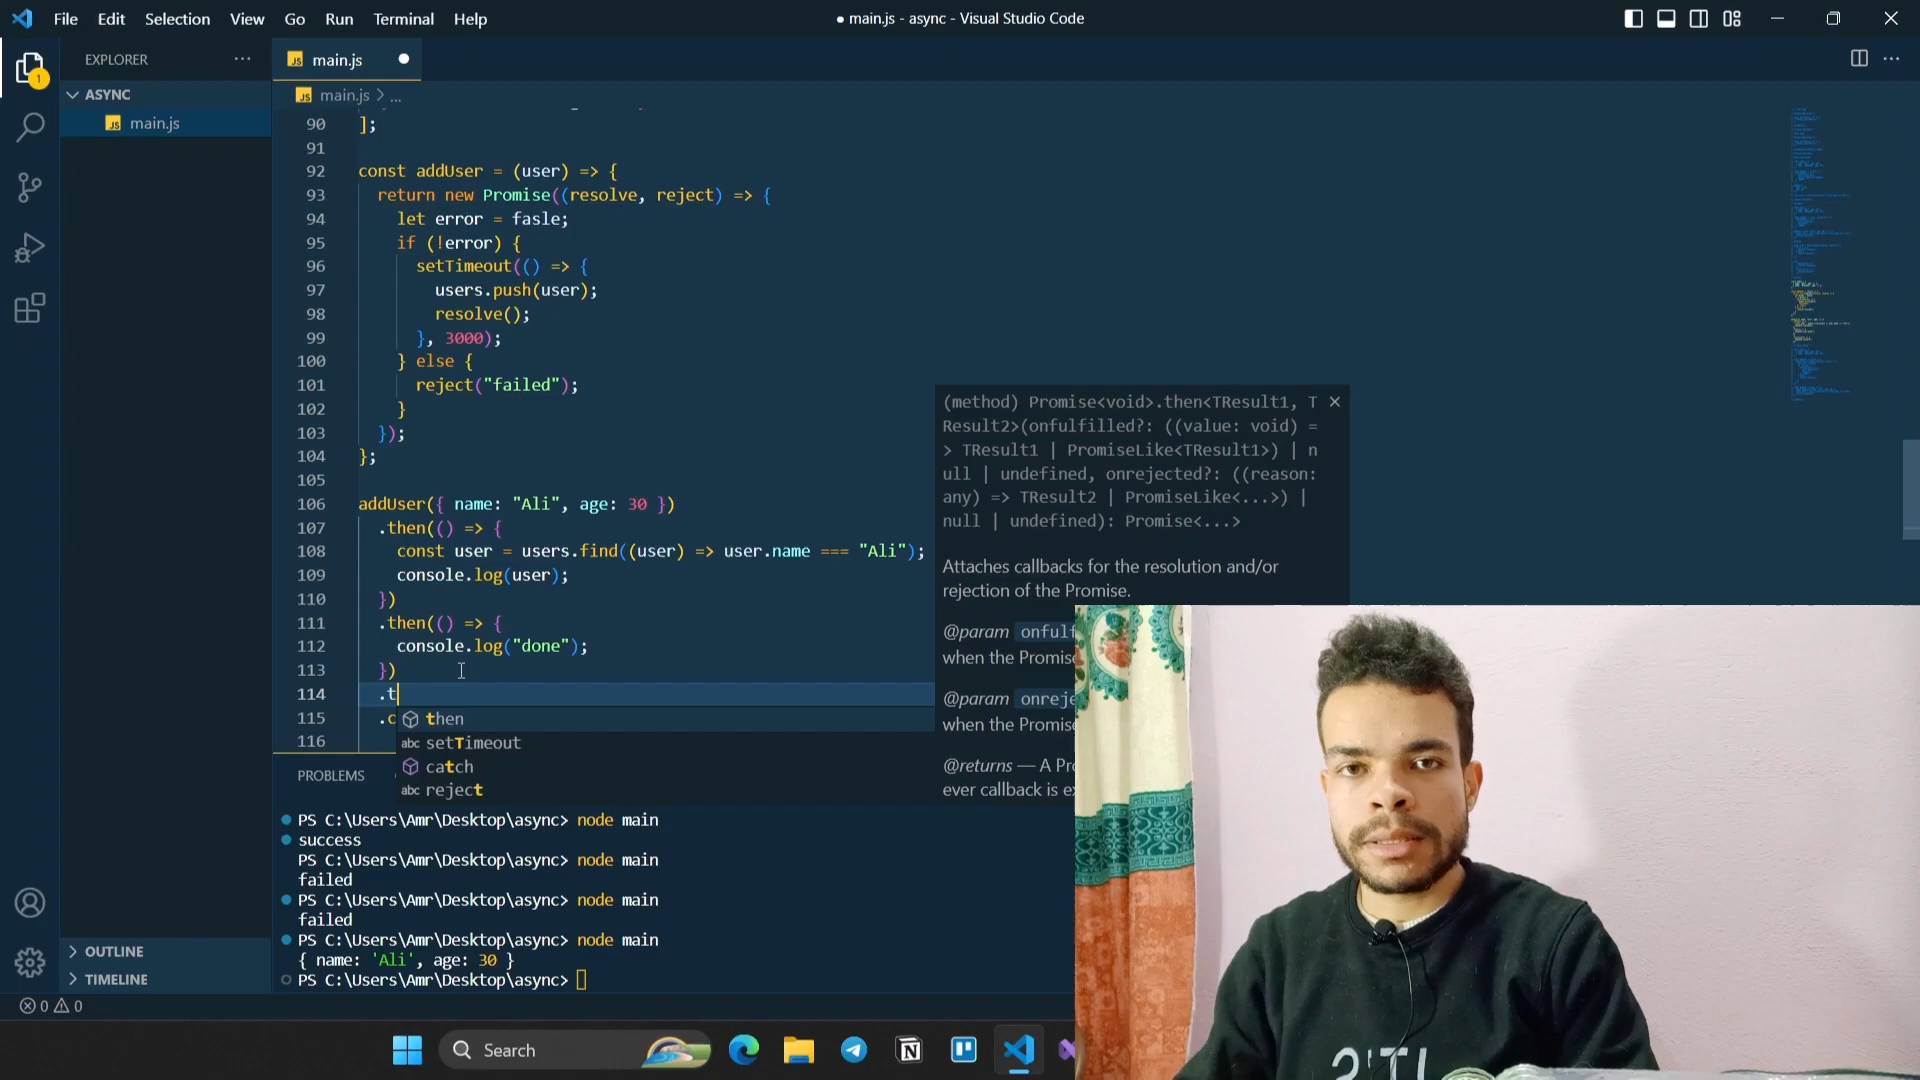 File Edit Selection View Go Run Terminal Help
● main.js - async - Visual Studio Code
EXPLORER
main.js
ASYNC
main.js > ...
main.js
90 ];
91
92 const addUser = (user) => {
93 return new Promise((resolve, reject) => {
94 let error = fasle;
95 if (!error) {
96 setTimeout(() => {
97 users.push(user);
98 resolve();
99 }, 3000);
100 } else {
101 reject("failed");
102 }
103 });
104 };
105
106 addUser({ name: "Ali", age: 30 })
107 .then(() => {
108 const user = users.find((user) => user.name === "Ali");
109 console.log(user);
110 })
111 .then(() => {
112 console.log("done");
113 })
114 .t
115 .c
116
then
abc setTimeout
catch
abc reject
(method) Promise<void>.then<TResult1, T
Result2>(onfulfilled?: ((value: void) =
> TResult1 | PromiseLike<TResult1>) | n
ull | undefined, onrejected?: ((reason:
any) => TResult2 | PromiseLike<...>) |
null | undefined): Promise<...>
Attaches callbacks for the resolution and/or
rejection of the Promise.
@param onfulf
when the Promise
@param onreje
when the Promise
@returns — A Pro
ever callback is ex
PROBLEMS
PS C:\Users\Amr\Desktop\async> node main
success
PS C:\Users\Amr\Desktop\async> node main
failed
PS C:\Users\Amr\Desktop\async> node main
failed
PS C:\Users\Amr\Desktop\async> node main
{ name: 'Ali', age: 30 }
PS C:\Users\Amr\Desktop\async>
OUTLINE
TIMELINE
0 0
1
Search